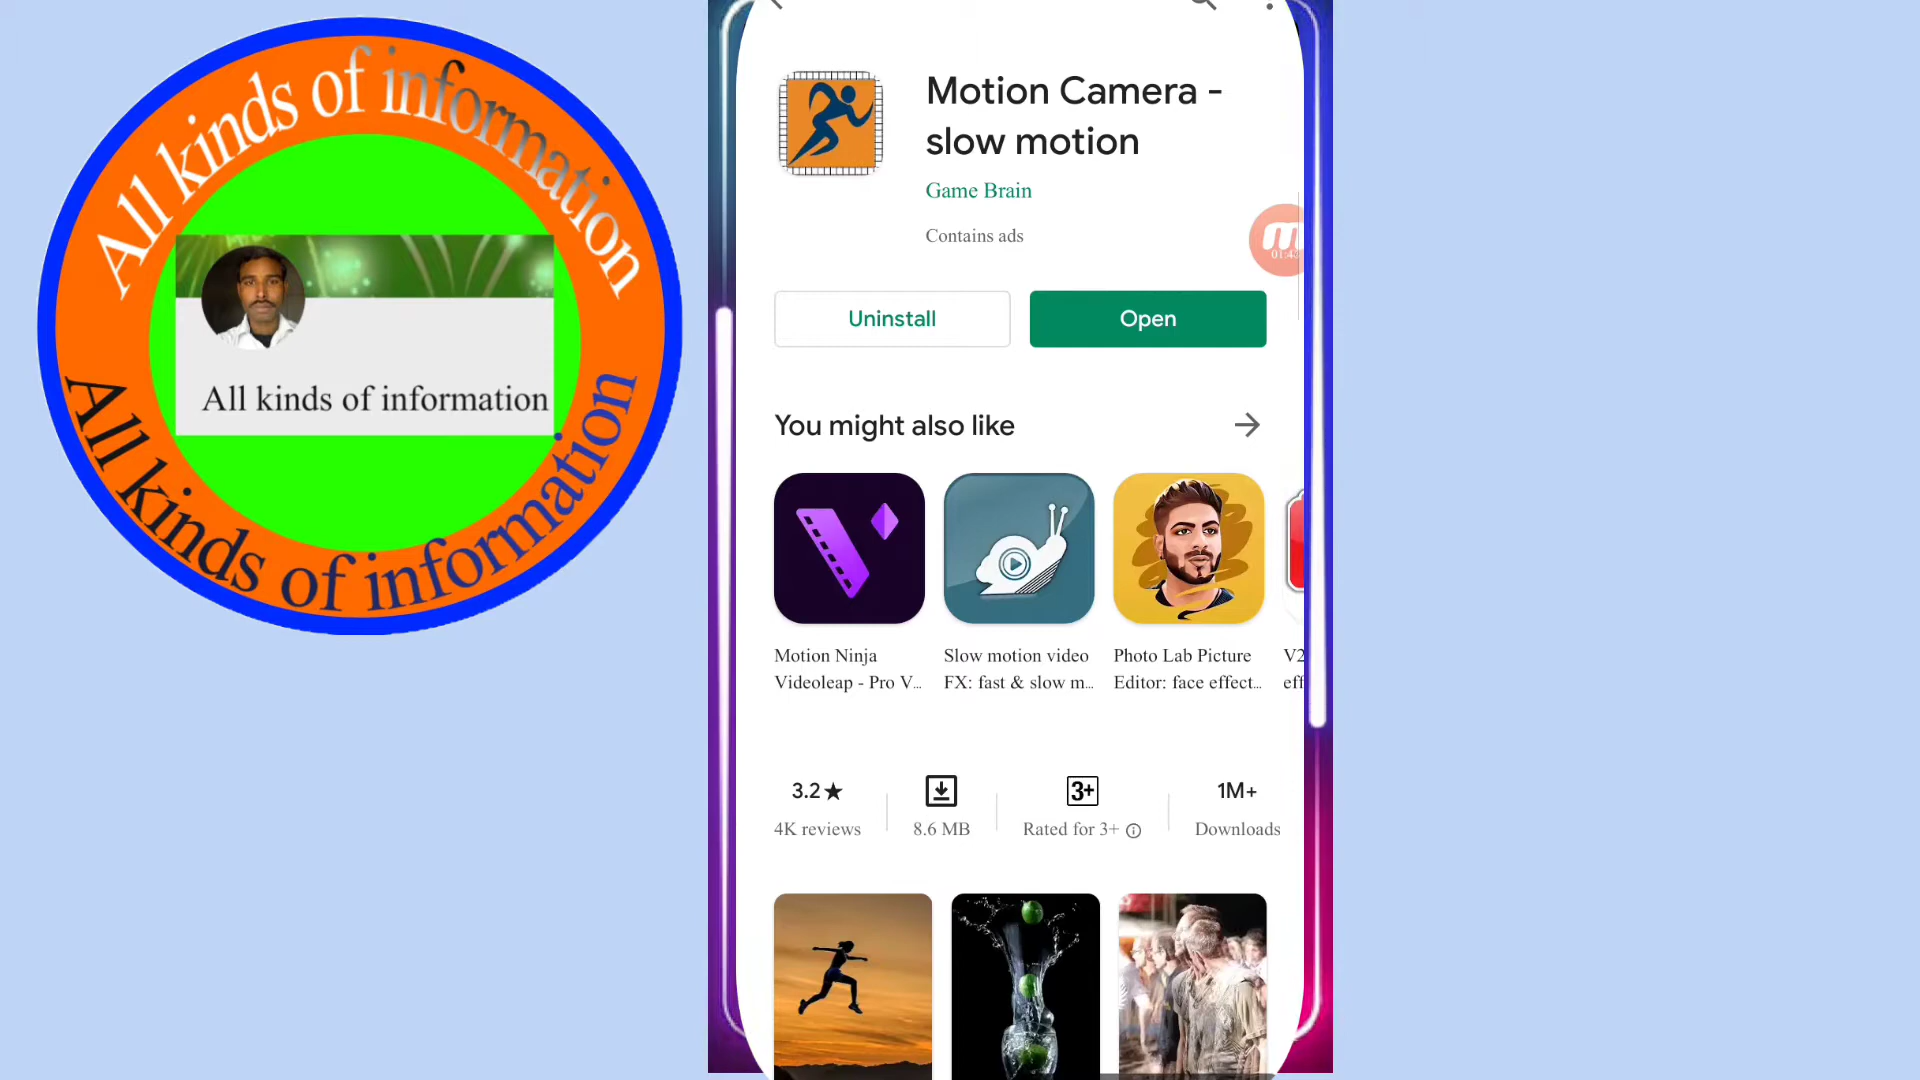 All kinds of information
All kinds of information
All kinds of information
Motion Camera -
slow motion
Game Brain
Contains ads
Uninstall
Open
You might also like
Motion Ninja
Videoleap - Pro V...
Slow motion video
FX: fast & slow m...
Photo Lab Picture
Editor: face effect...
V2
eff
3.2★
4K reviews
8.6 MB
3+
Rated for 3+
1M+
Downloads